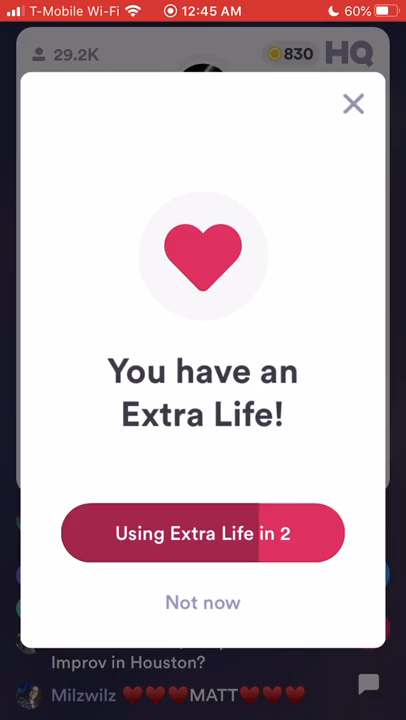 T-Mobile Wi-Fi 12:45 AM 60%
29.2K 830 HQ
You have an
Extra Life!
Using Extra Life in 2
Not now
Improv in Houston?
Milzwilz ❤️❤️❤️MATT❤️❤️❤️